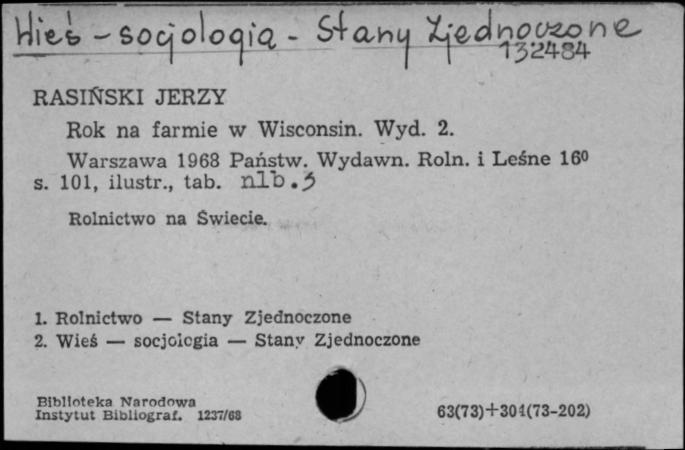 Wieś - socjologia - Stany Zjednoczone
132484
RASIŃSKI JERZY
Rok na farmie w Wisconsin. Wyd. 2.
Warszawa 1968 Państw. Wydawn. Roln. i Leśne 16⁰
s. 101, ilustr., tab. nlb.3
Rolnictwo na Świecie.
1. Rolnictwo — Stany Zjednoczone
2. Wieś — socjologia — Stany Zjednoczone
Biblioteka Narodowa
Instytut Bibliograf. 1237/68
63(73)+301(73-202)